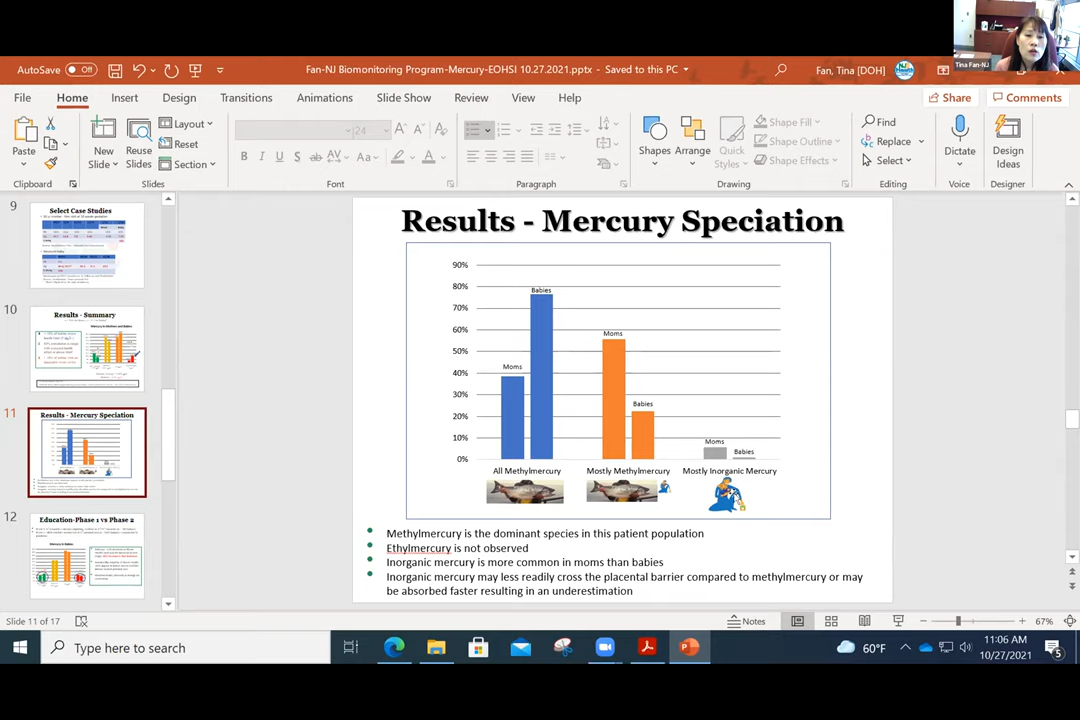 Tina Fan-NJ
AutoSave Off
Fan-NJ Biomonitoring Program-Mercury-EOHSI 10.27.2021.pptx - Saved to this PC
Fan, Tina [DOH]
File Home Insert Design Transitions Animations Slide Show Review View Help
Share Comments
Paste
New Slide
Reuse Slides
Layout
Reset
Section
24
B I U S ab AV Aa A
Shapes
Arrange
Quick Styles
Shape Fill
Shape Outline
Shape Effects
Find
Replace
Select
Dictate
Design Ideas
Clipboard Slides Font Paragraph Drawing Editing Voice Designer
9
Select Case Studies
10
Results - Summary
11
Results - Mercury Speciation
12
Education-Phase 1 vs Phase 2
Results - Mercury Speciation
90%
80%
70%
60%
50%
40%
30%
20%
10%
0%
Moms
Babies
Moms
Babies
Moms
Babies
All Methylmercury Mostly Methylmercury Mostly Inorganic Mercury
Methylmercury is the dominant species in this patient population
Ethylmercury is not observed
Inorganic mercury is more common in moms than babies
Inorganic mercury may less readily cross the placental barrier compared to methylmercury or may
be absorbed faster resulting in an underestimation
Slide 11 of 17
Notes
67%
Type here to search
60°F
11:06 AM
10/27/2021
5